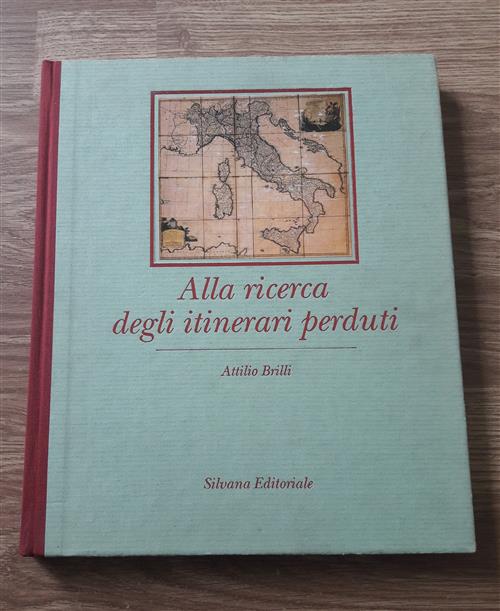 Alla ricerca
degli itinerari perduti
Attilio Brilli
Silvana Editoriale